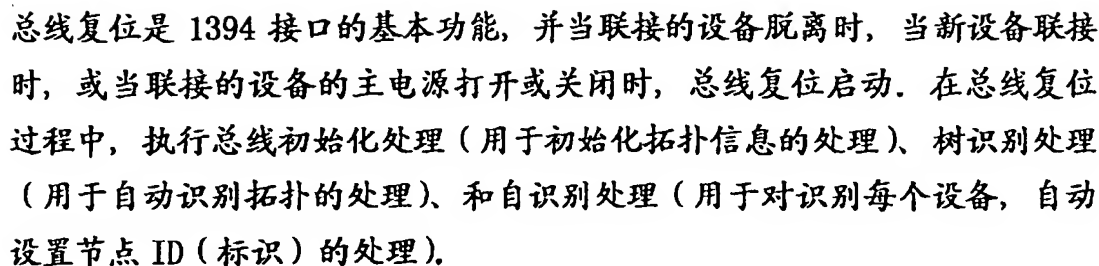 总线复位是 1394 接口的基本功能, 并当联接的设备脱离时, 当新设备联接
时, 或当联接的设备的主电源打开或关闭时, 总线复位启动. 在总线复位
过程中, 执行总线初始化处理 (用于初始化拓扑信息的处理)、树识别处理
(用于自动识别拓扑的处理)、和自识别处理 (用于对识别每个设备, 自动
设置节点 ID (标识) 的处理)。